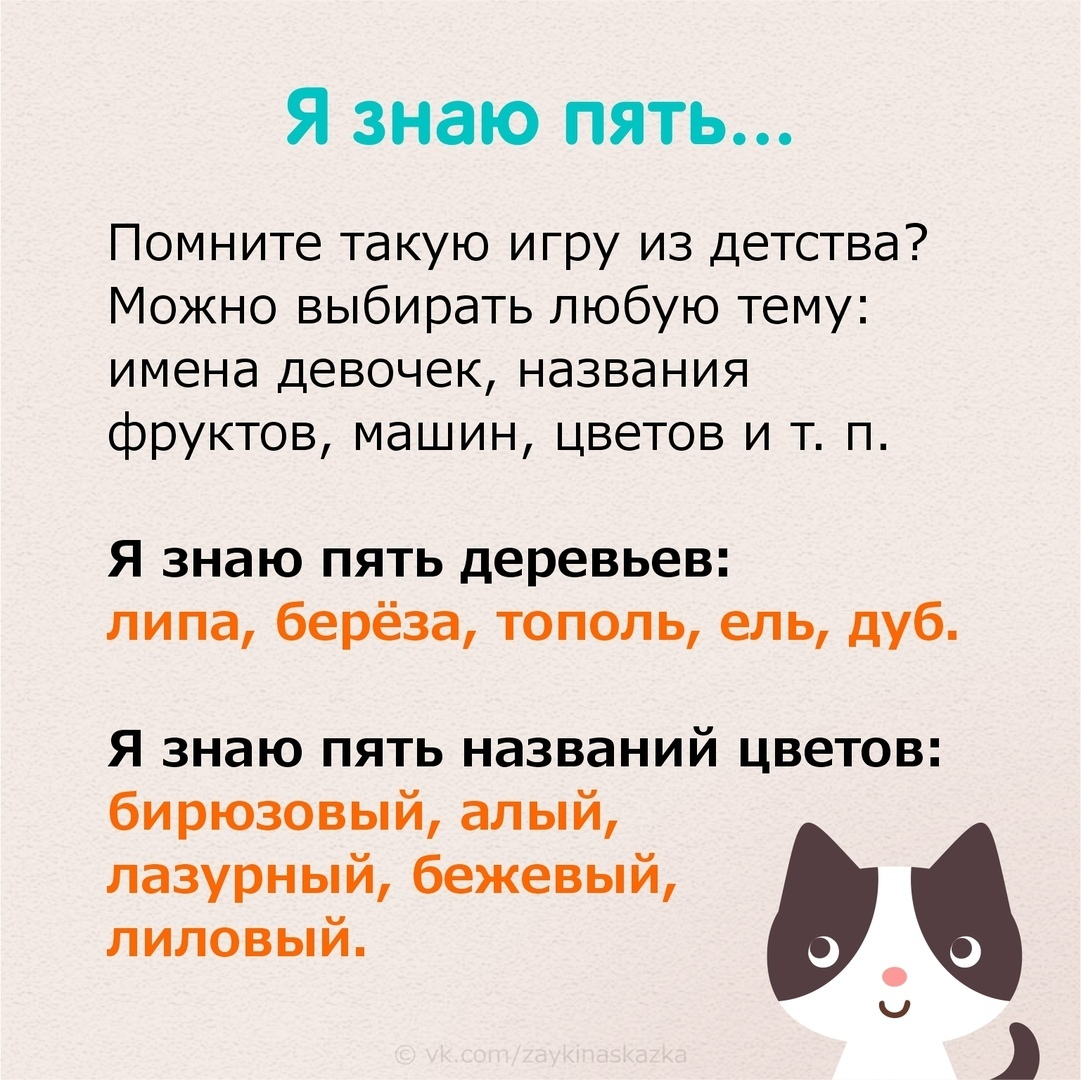 Я знаю пять...
Помните такую игру из детства?
Можно выбирать любую тему:
имена девочек, названия
фруктов, машин, цветов и т. п.
Я знаю пять деревьев:
липа, берёза, тополь, ель, дуб.
Я знаю пять названий цветов:
бирюзовый, алый,
лазурный, бежевый,
лиловый.
© vk.com/zaykinaskazka